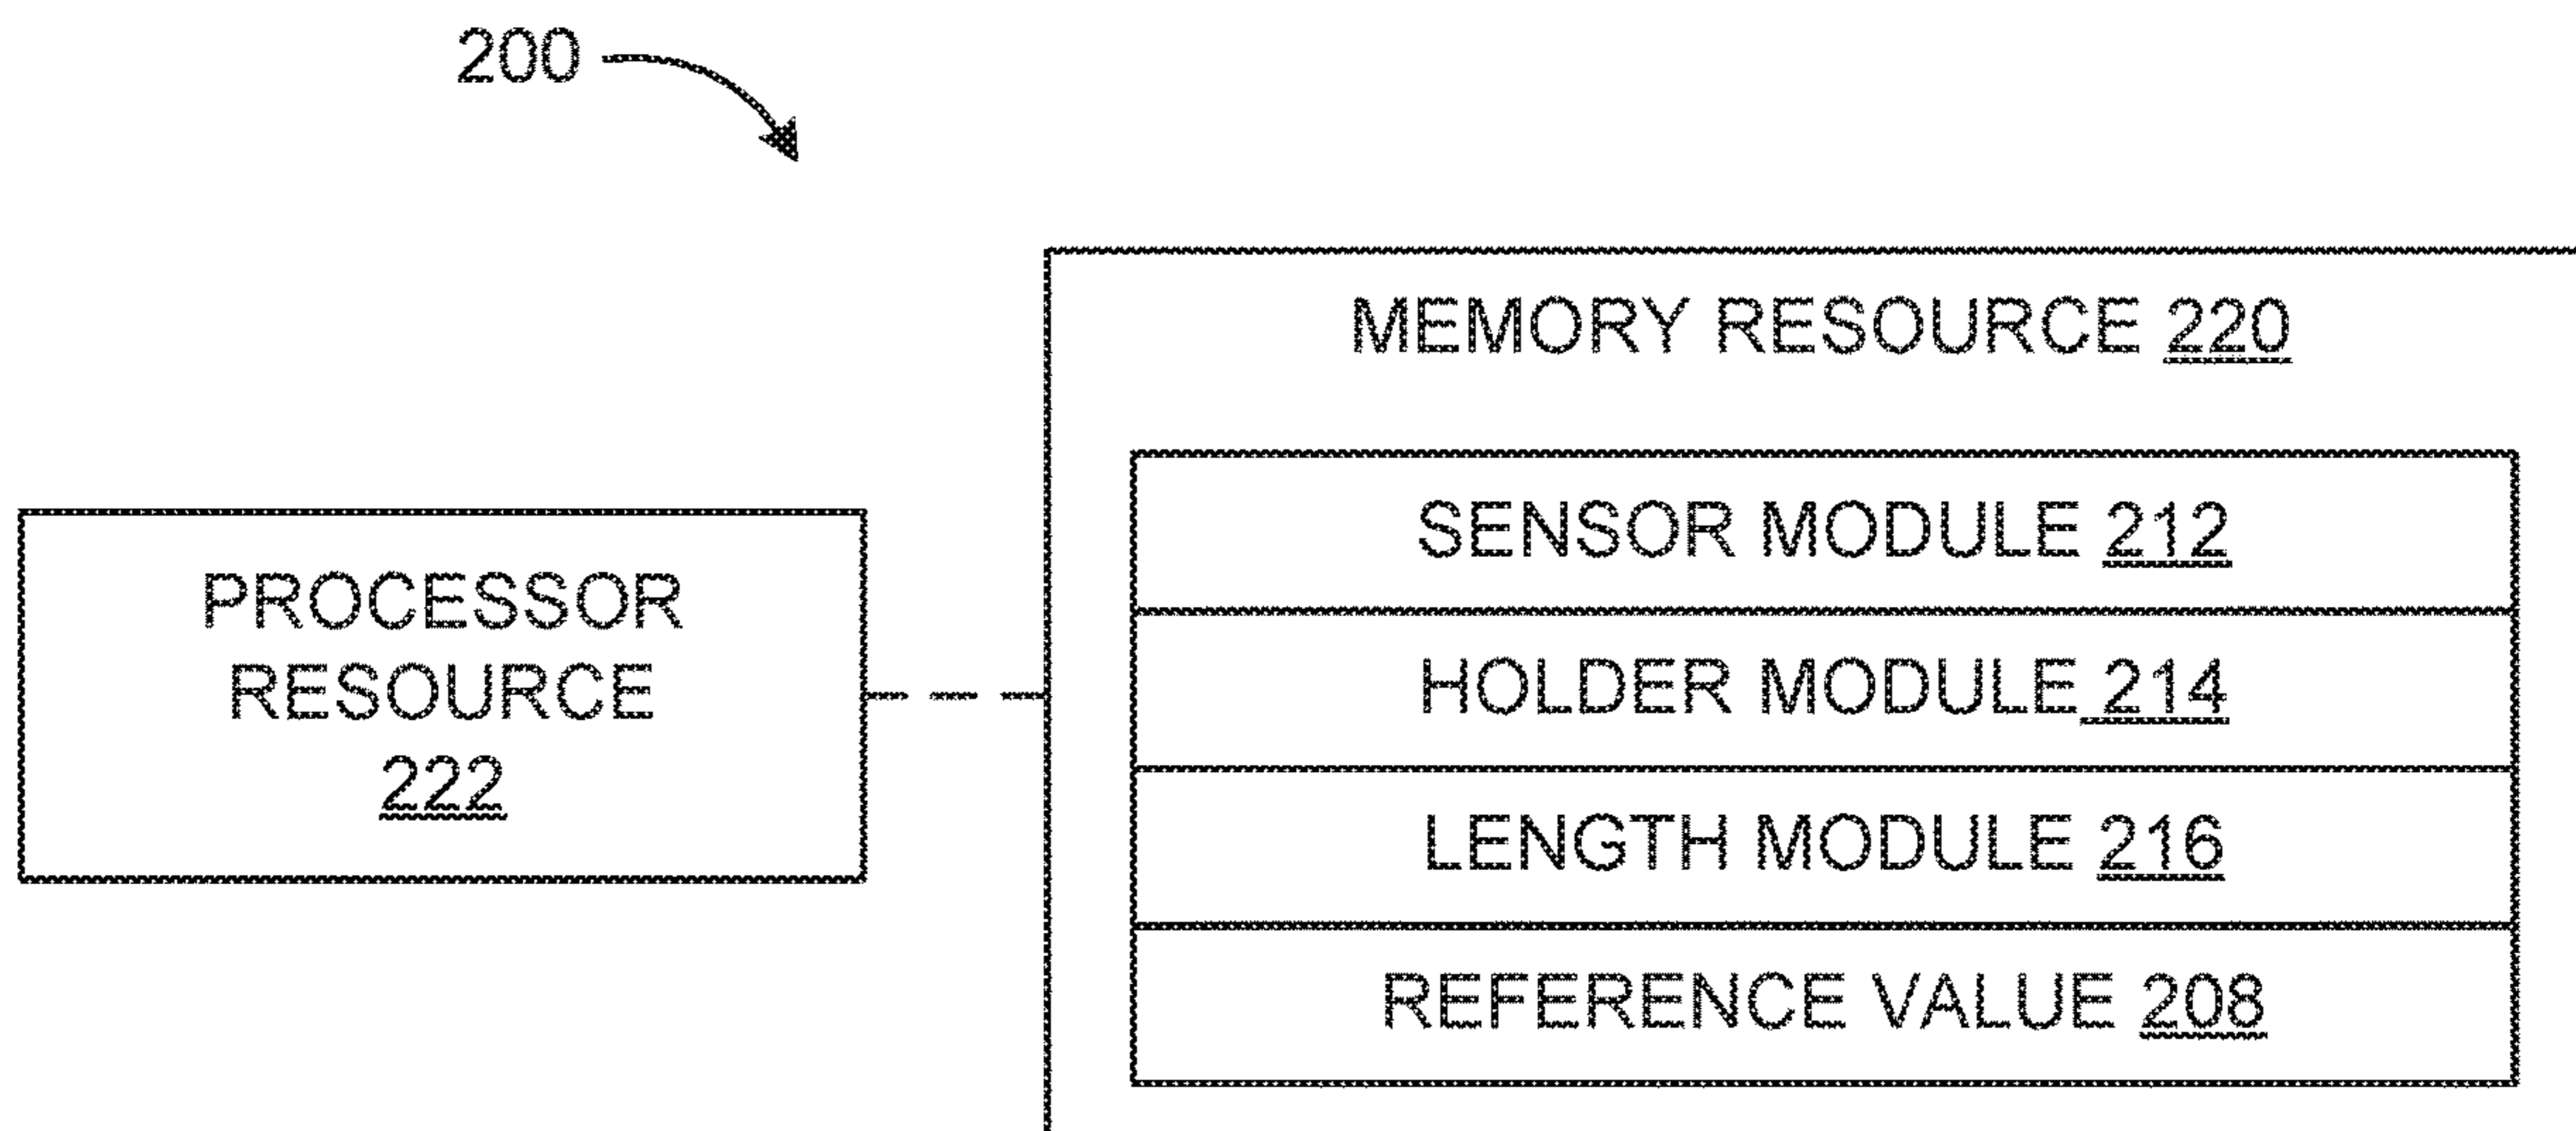 200
MEMORY RESOURCE 220
SENSOR MODULE 212
PROCESSOR
RESOURCE
222
HOLDER MODULE 214
LENGTH MODULE 216
REFERENCE VALUE 208